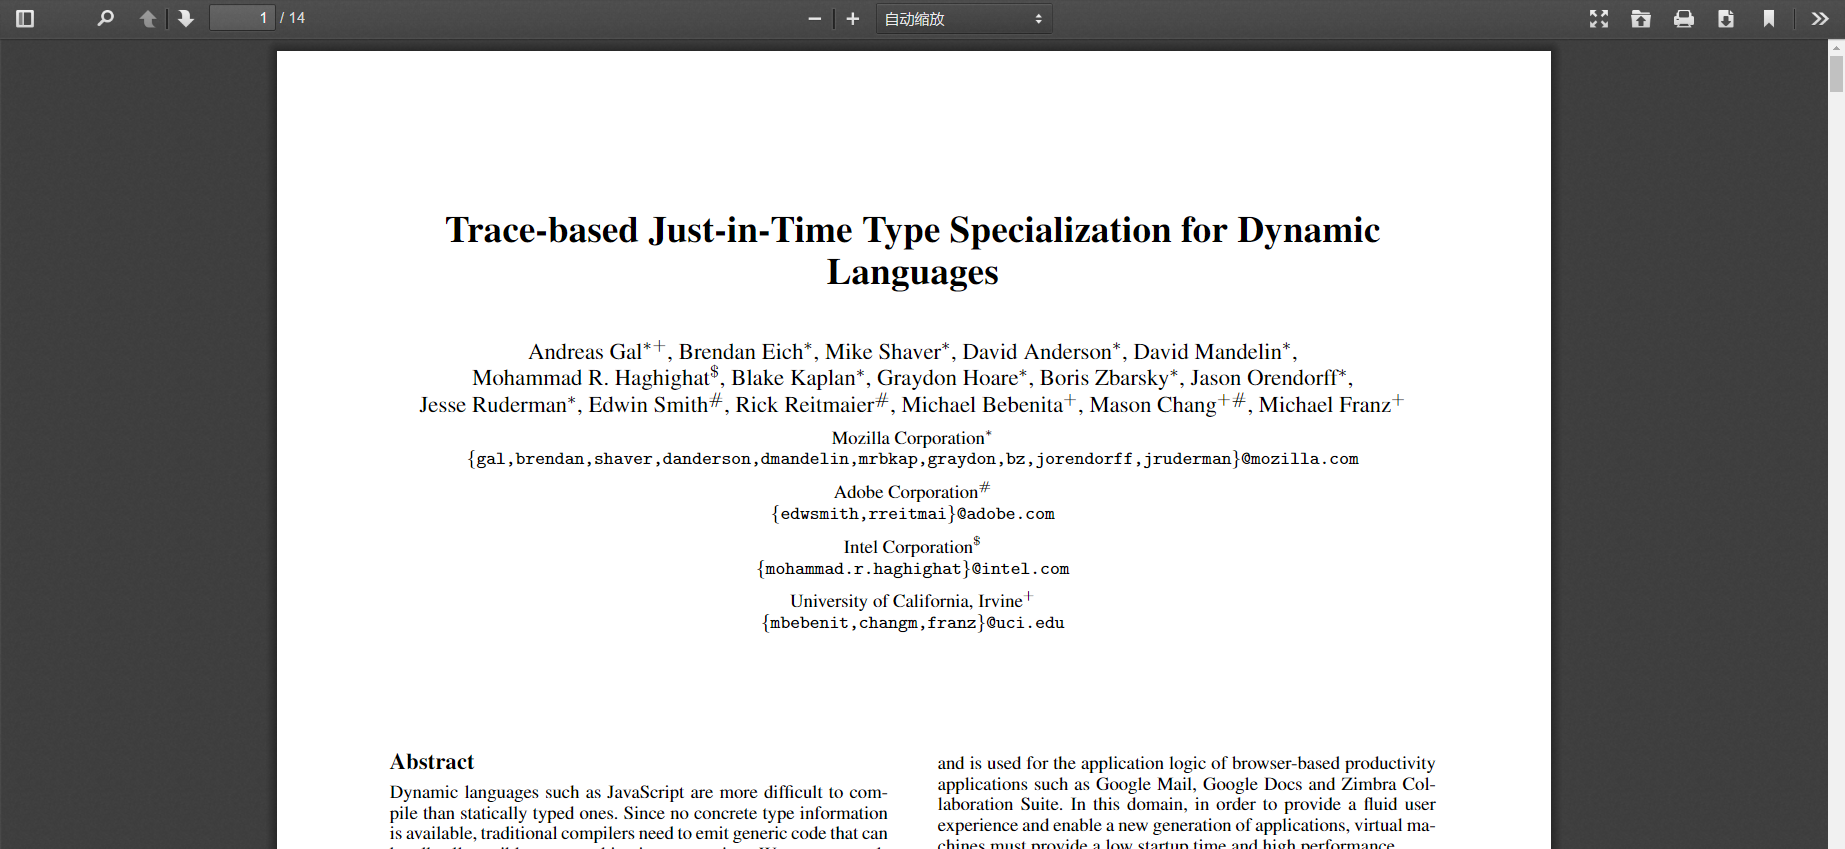 1 / 14 自动缩放
Trace-based Just-in-Time Type Specialization for Dynamic
Languages
Andreas Gal*+, Brendan Eich*, Mike Shaver*, David Anderson*, David Mandelin*,
Mohammad R. Haghighat$, Blake Kaplan*, Graydon Hoare*, Boris Zbarsky*, Jason Orendorff*,
Jesse Ruderman*, Edwin Smith#, Rick Reitmaier#, Michael Bebenita+, Mason Chang+#, Michael Franz+
Mozilla Corporation*
{gal,brendan,shaver,danderson,dmandelin,mrbkap,graydon,bz,jorendorff,jruderman}@mozilla.com
Adobe Corporation#
{edwsmith,rreitmai}@adobe.com
Intel Corporation$
{mohammad.r.haghighat}@intel.com
University of California, Irvine+
{mbebenit,changm,franz}@uci.edu
Abstract
Dynamic languages such as JavaScript are more difficult to com-
pile than statically typed ones. Since no concrete type information
is available, traditional compilers need to emit generic code that can
and is used for the application logic of browser-based productivity
applications such as Google Mail, Google Docs and Zimbra Col-
laboration Suite. In this domain, in order to provide a fluid user
experience and enable a new generation of applications, virtual ma-
chines must provide a low startup time and high performance.